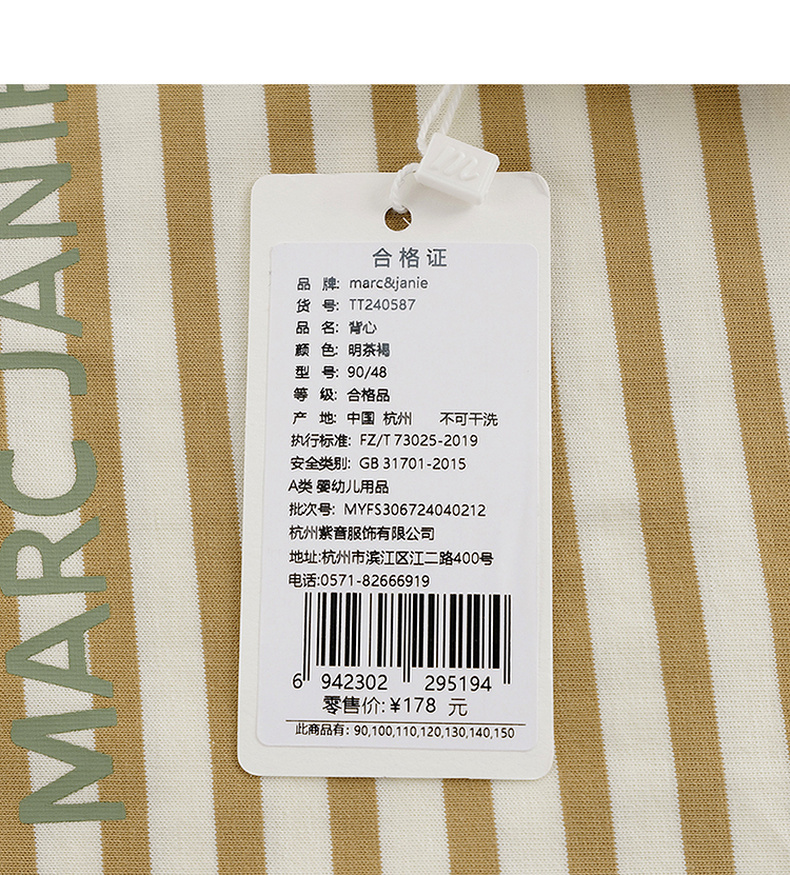 MARC JANIE
合格证
品 牌: marc&janie
货 号: TT240587
品 名: 背心
颜 色: 明茶褐
型 号: 90/48
等 级: 合格品
产 地: 中国 杭州 不可干洗
执行标准: FZ/T 73025-2019
安全类别: GB 31701-2015
A类 婴幼儿用品
批次号: MYFS306724040212
杭州紫音服饰有限公司
地址:杭州市滨江区江二路400号
电话:0571-82666919
6 942302 295194
零售价:¥178 元
此商品有: 90,100,110,120,130,140,150